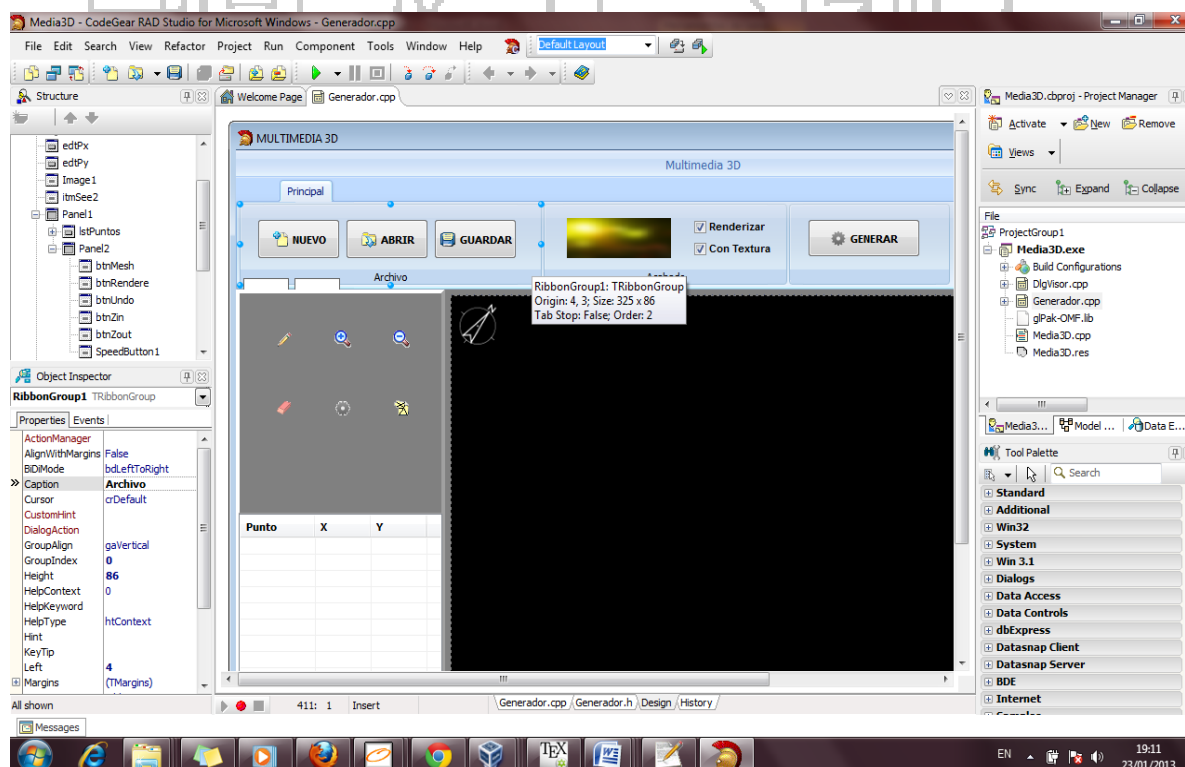 Media3D - CodeGear RAD Studio for Microsoft Windows - Generador.cpp
File Edit Search View Refactor Project Run Component Tools Window Help
Default Layout
Structure
Welcome Page
Generador.cpp
Media3D.cbproj - Project Manager
Activate
New
Remove
Views
Sync
Expand
Collapse
edtPx
edtPy
Image1
itmSee2
Panel1
lstPuntos
Panel2
btnMesh
btnRendere
btnUndo
btnZin
btnZout
SpeedButton1
MULTIMEDIA 3D
Multimedia 3D
Principal
NUEVO
ABRIR
GUARDAR
Archivo
Renderizar
Con Textura
GENERAR
RibbonGroup1: TRibbonGroup
Origin: 4, 3; Size: 325 x 86
Tab Stop: False; Order: 2
Punto X Y
File
ProjectGroup1
Media3D.exe
Build Configurations
DlgVisor.cpp
Generador.cpp
glPak-OMF.lib
Media3D.cpp
Media3D.res
Media3...
Model ...
Data E...
Object Inspector
RibbonGroup1 TRibbonGroup
Properties Events
ActionManager
AlignWithMargins False
BiDiMode bdLeftToRight
Caption Archivo
Cursor crDefault
CustomHint
DialogAction
GroupAlign gaVertical
GroupIndex 0
Height 86
HelpContext 0
HelpKeyword
HelpType htContext
Hint
KeyTip
Left 4
Margins (TMargins)
All shown
Tool Palette
Search
Standard
Additional
Win32
System
Win 3.1
Dialogs
Data Access
Data Controls
dbExpress
Datasnap Client
Datasnap Server
BDE
Internet
411: 1 Insert
Generador.cpp Generador.h Design History
Messages
TEX
EN
19:11
23/01/2013